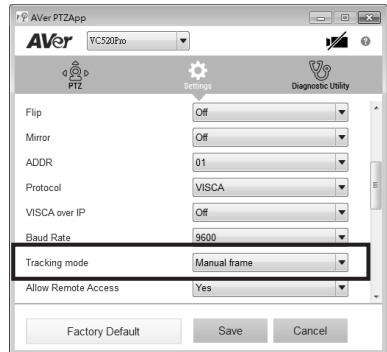 AVer PTZApp
AVer VC520Pro
PTZ Settings Diagnostic Utility
Flip Off
Mirror Off
ADDR 01
Protocol VISCA
VISCA over IP Off
Baud Rate 9600
Tracking mode Manual frame
Allow Remote Access Yes
Factory Default Save Cancel